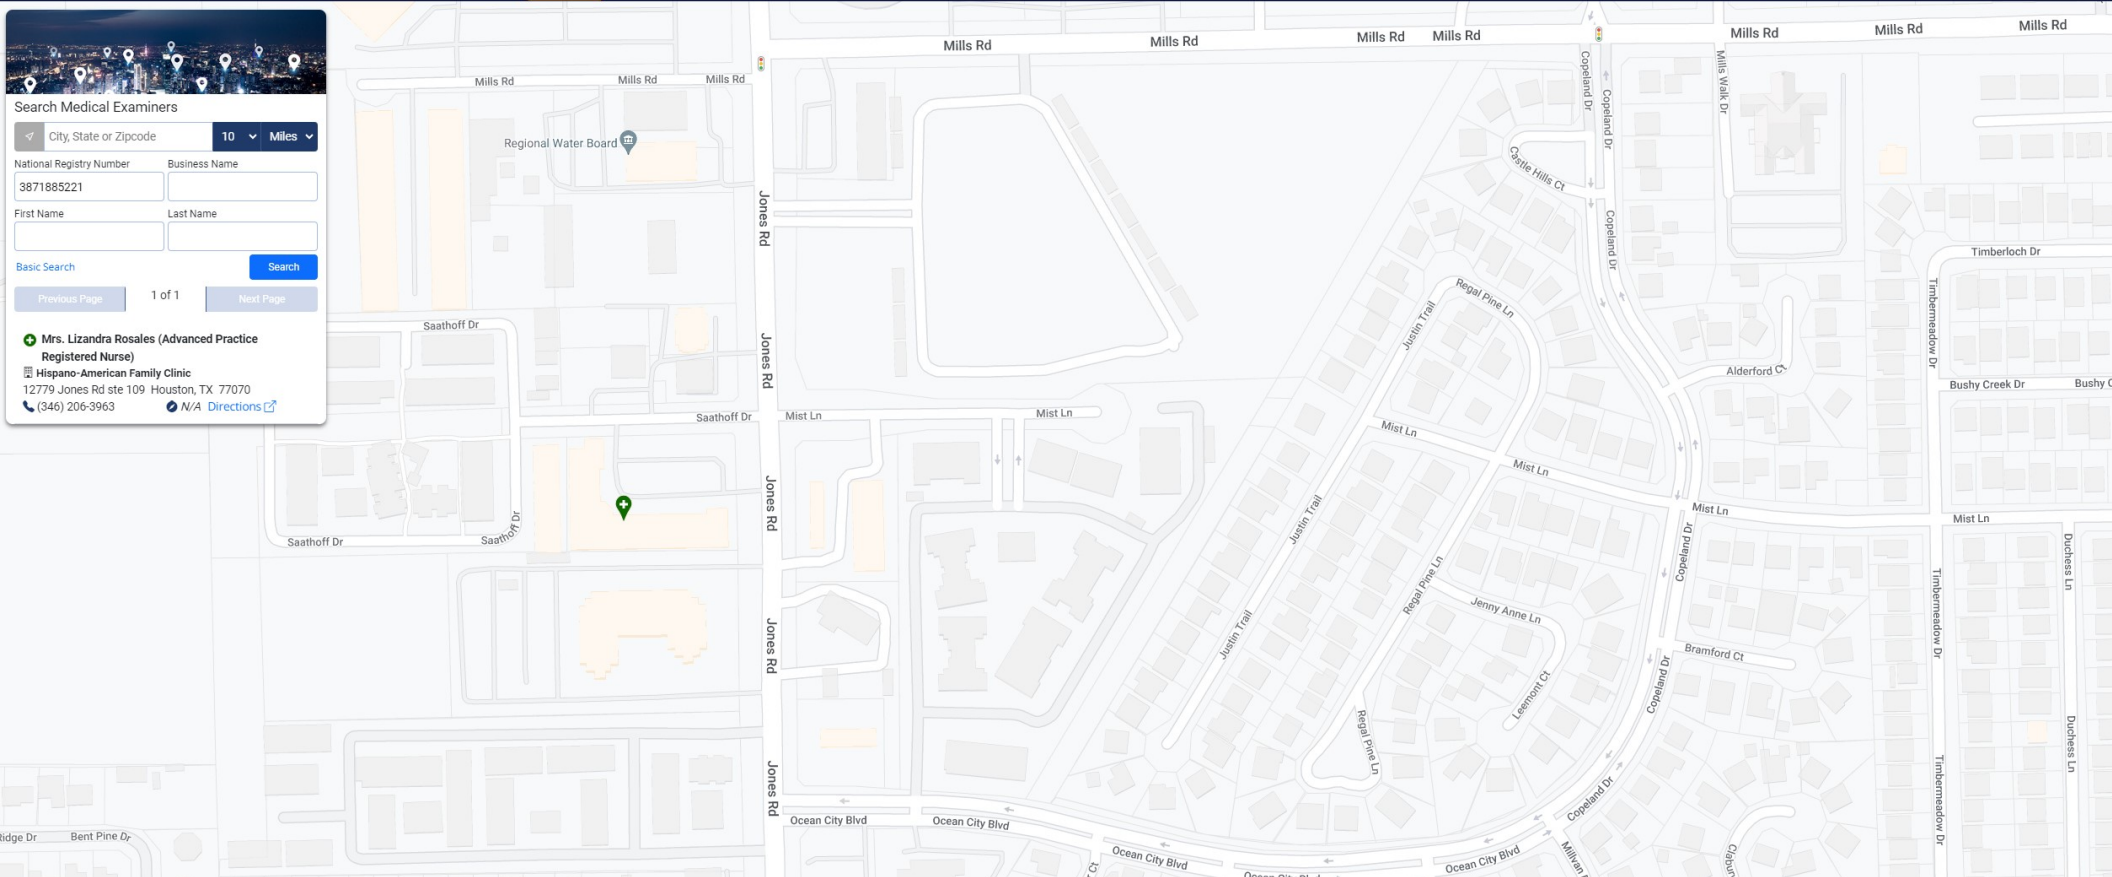 Search Medical Examiners
City, State or Zipcode 10 Miles
National Registry Number Business Name
3871885221
First Name Last Name
Basic Search Search
Previous Page 1 of 1 Next Page
Mrs. Lizandra Rosales (Advanced Practice
Registered Nurse)
Hispano-American Family Clinic
12779 Jones Rd ste 109 Houston, TX 77070
(346) 206-3963 N/A Directions
Mills Rd
Mills Rd
Mills Rd
Mills Rd
Mills Rd
Mills Rd
Mills Rd
Mills Rd
Mills Rd
Mills Rd
Regional Water Board
Jones Rd
Jones Rd
Jones Rd
Jones Rd
Jones Rd
Copeland Dr
Copeland Dr
Copeland Dr
Mills Walk Dr
Castle Hills Ct
Timberloch Dr
Timbermeadow Dr
Regal Pine Ln
Justin Trail
Saathoff Dr
Saathoff Dr
Mist Ln
Mist Ln
Mist Ln
Mist Ln
Mist Ln
Mist Ln
Alderford Ct
Bushy Creek Dr
Bushy
Saathoff Dr
Saathoff Dr
Justin Trail
Justin Trail
Regal Pine Ln
Regal Pine Ln
Jenny Anne Ln
Leemont Ct
Copeland Dr
Copeland Dr
Copeland Dr
Bramford Ct
Duchess Ln
Duchess Ln
Timbermeadow Dr
Timbermeadow Dr
Ocean City Blvd
Ocean City Blvd
Ocean City Blvd
Ocean City Blvd
Bent Pine Dr
idge Dr
Ct